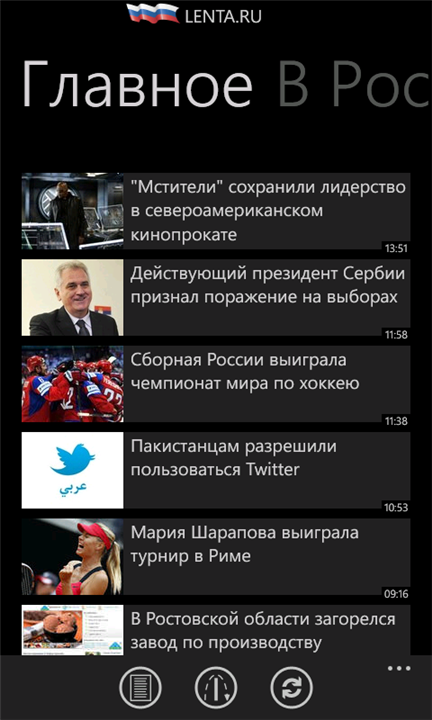 LENTA.RU
Главное В Рос
"Мстители" сохранили лидерство
в североамериканском
кинопрокате
13:51
Действующий президент Сербии
признал поражение на выборах
11:58
Сборная России выиграла
чемпионат мира по хоккею
11:38
Пакистанцам разрешили
пользоваться Twitter
عربي
10:53
Мария Шарапова выиграла
турнир в Риме
09:16
В Ростовской области загорелся
завод по производству